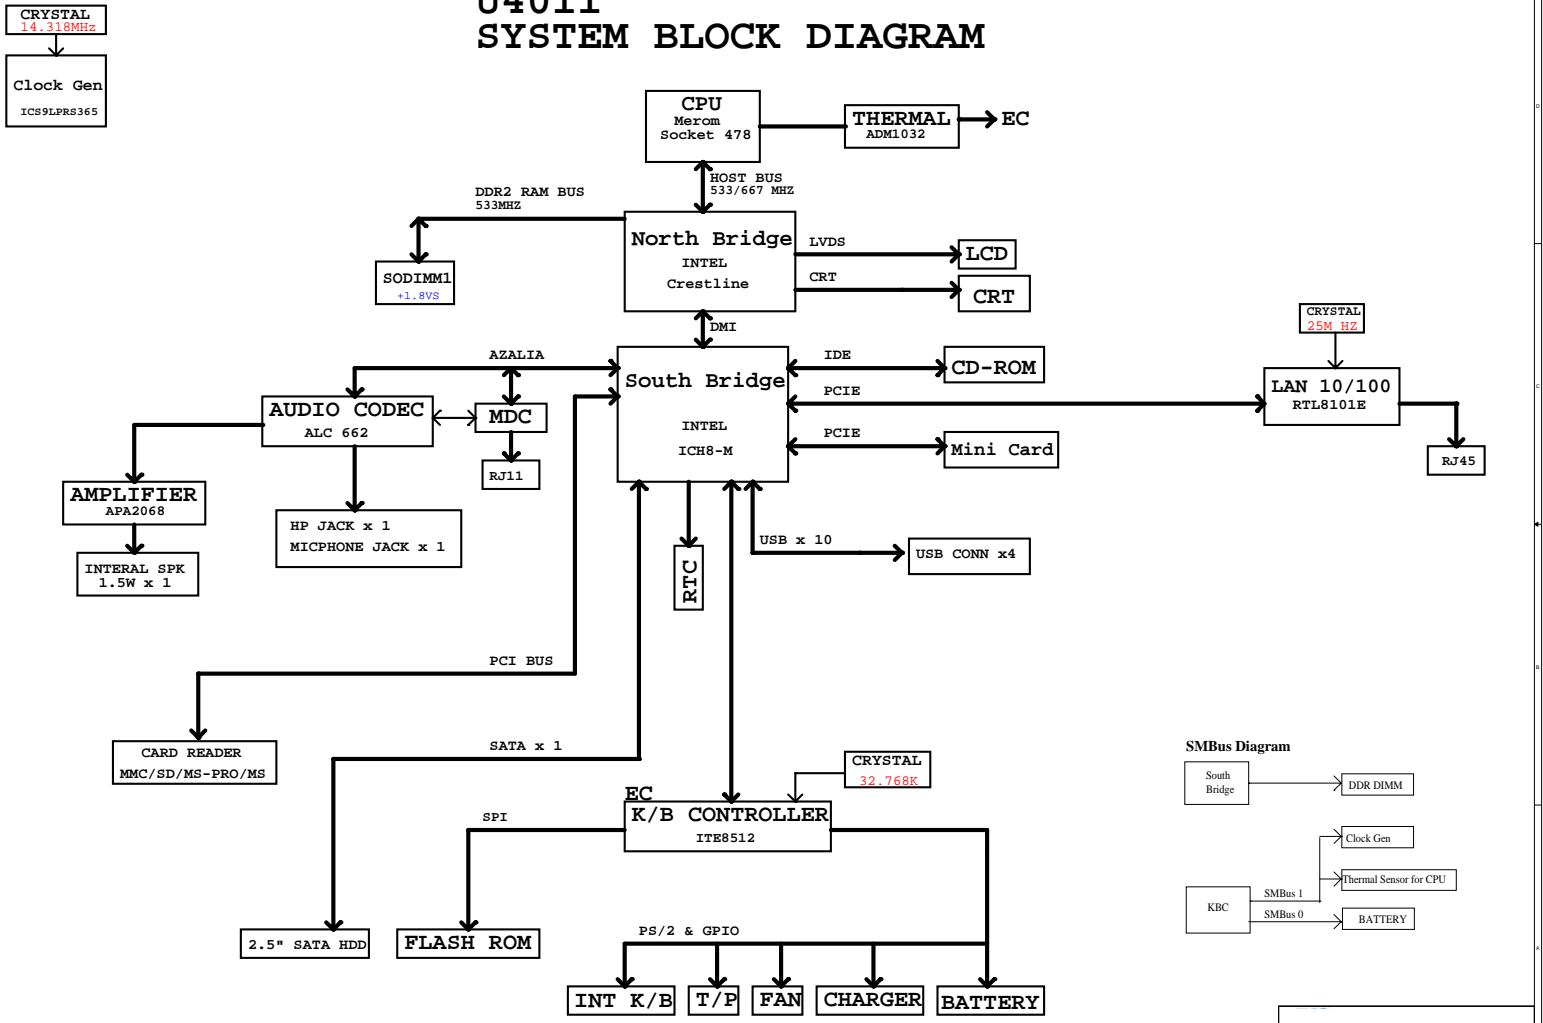 U4011
SYSTEM BLOCK DIAGRAM
CRYSTAL
14.318MHz
Clock Gen
ICS9LPRS365
CPU
Merom
Socket 478
THERMAL
ADM1032
EC
HOST BUS
533/667 MHZ
DDR2 RAM BUS
533MHZ
SODIMM1
+1.8VS
North Bridge
INTEL
Crestline
LVDS
LCD
CRT
CRT
DMI
CRYSTAL
25M HZ
AZALIA
South Bridge
INTEL
ICH8-M
IDE
CD-ROM
PCIE
LAN 10/100
RTL8101E
PCIE
Mini Card
RJ45
AUDIO CODEC
ALC 662
MDC
RJ11
AMPLIFIER
APA2068
HP JACK x 1
MICPHONE JACK x 1
INTERAL SPK
1.5W x 1
RTC
USB x 10
USB CONN x4
PCI BUS
CARD READER
MMC/SD/MS-PRO/MS
SATA x 1
CRYSTAL
32.768K
EC
K/B CONTROLLER
ITE8512
SPI
2.5" SATA HDD
FLASH ROM
PS/2 & GPIO
INT K/B
T/P
FAN
CHARGER
BATTERY
SMBus Diagram
South
Bridge
DDR DIMM
Clock Gen
Thermal Sensor for CPU
KBC
SMBus 1
SMBus 0
BATTERY
D
C
B
A